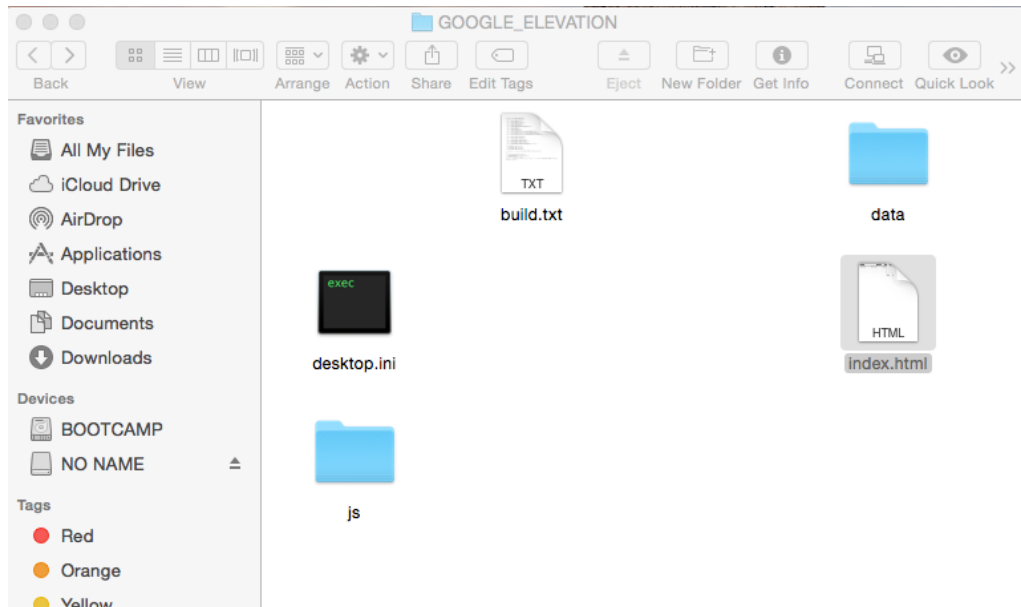 GOOGLE_ELEVATION
Back View Arrange Action Share Edit Tags Eject New Folder Get Info Connect Quick Look
Favorites
All My Files
iCloud Drive
AirDrop
Applications
Desktop
Documents
Downloads
Devices
BOOTCAMP
NO NAME
Tags
Red
Orange
Yellow
TXT
build.txt
data
exec
desktop.ini
HTML
index.html
js